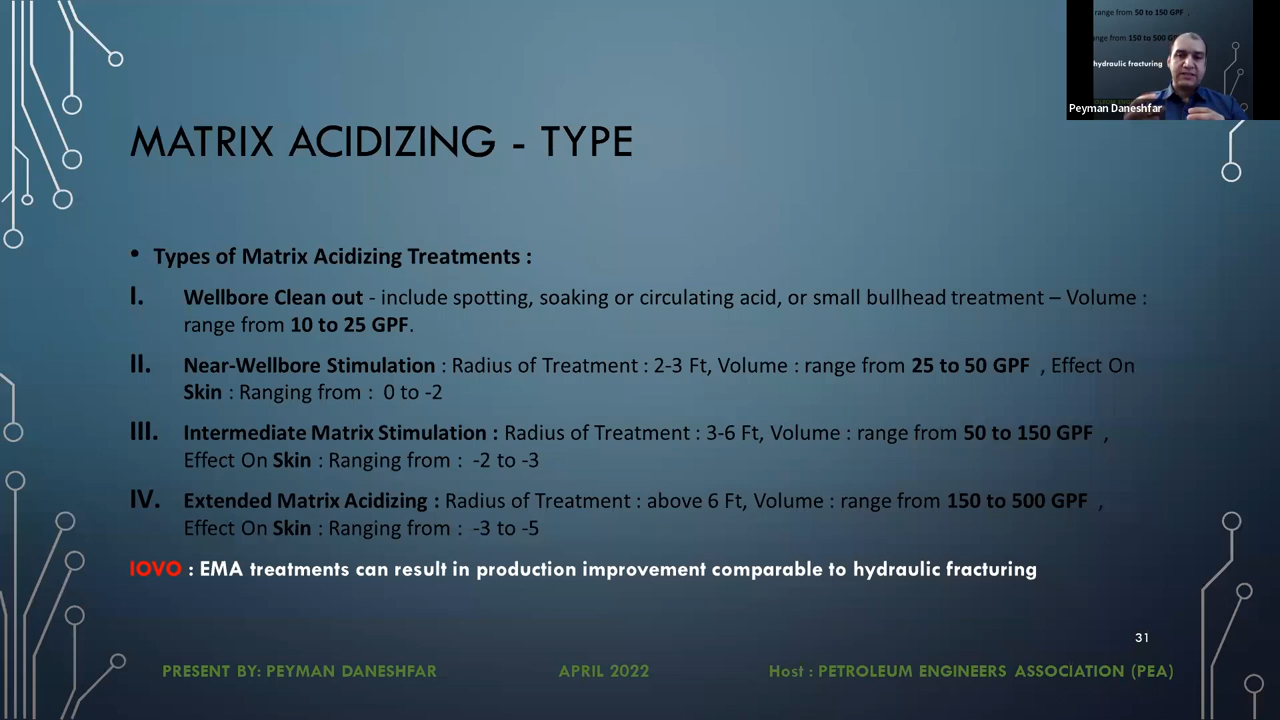 range from 50 to 150 GPF .
range from 150 to 500 GPF
hydraulic fracturing
Peyman Daneshfar
MATRIX ACIDIZING - TYPE
• Types of Matrix Acidizing Treatments :
I. Wellbore Clean out - include spotting, soaking or circulating acid, or small bullhead treatment – Volume :
range from 10 to 25 GPF.
II. Near-Wellbore Stimulation : Radius of Treatment : 2-3 Ft, Volume : range from 25 to 50 GPF , Effect On
Skin : Ranging from : 0 to -2
III. Intermediate Matrix Stimulation : Radius of Treatment : 3-6 Ft, Volume : range from 50 to 150 GPF ,
Effect On Skin : Ranging from : -2 to -3
IV. Extended Matrix Acidizing : Radius of Treatment : above 6 Ft, Volume : range from 150 to 500 GPF ,
Effect On Skin : Ranging from : -3 to -5
IOVO : EMA treatments can result in production improvement comparable to hydraulic fracturing
31
PRESENT BY: PEYMAN DANESHFAR APRIL 2022 Host : PETROLEUM ENGINEERS ASSOCIATION (PEA)